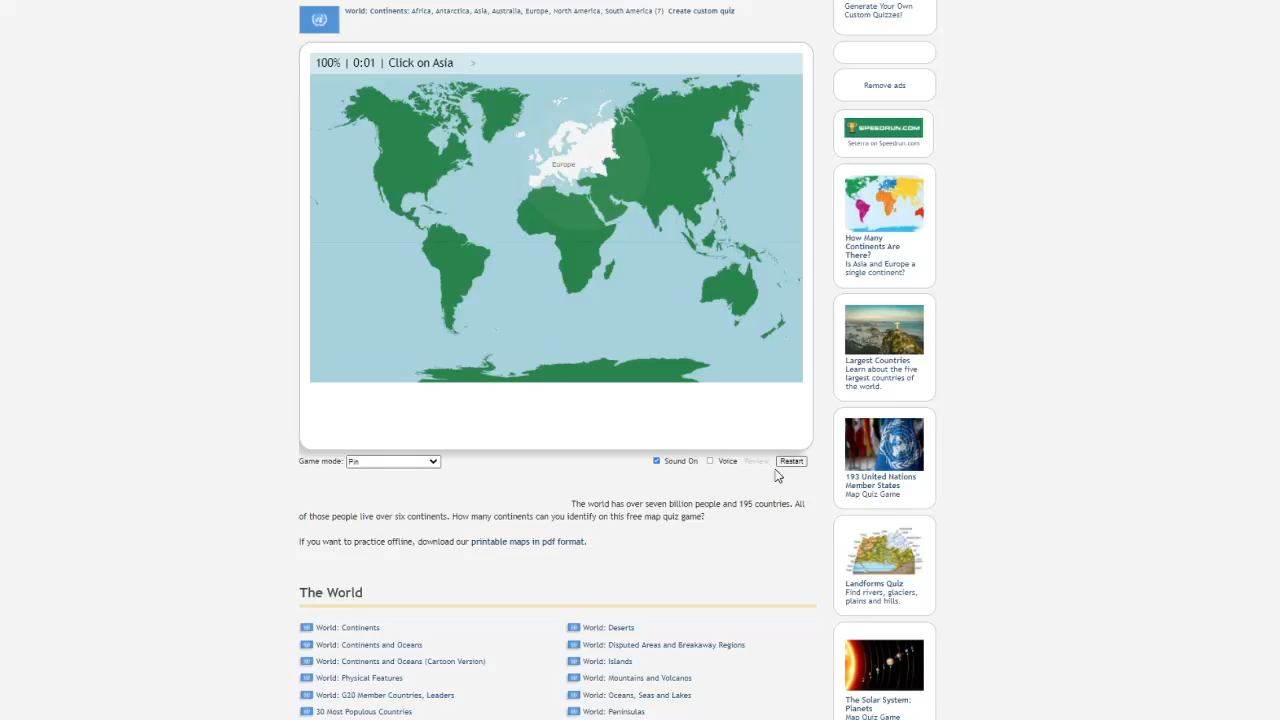 World: Continents: Africa, Antarctica, Asia, Australia, Europe, North America, South America (7) Create custom quiz
100% | 0:01 | Click on Asia >
Europe
Game mode: Pin
Sound On Voice Review Restart
The world has over seven billion people and 195 countries. All
of those people live over six continents. How many continents can you identify on this free map quiz game?
If you want to practice offline, download our printable maps in pdf format.
The World
World: Continents
World: Continents and Oceans
World: Continents and Oceans (Cartoon Version)
World: Physical Features
World: G20 Member Countries, Leaders
30 Most Populous Countries
World: Deserts
World: Disputed Areas and Breakaway Regions
World: Islands
World: Mountains and Volcanos
World: Oceans, Seas and Lakes
World: Peninsulas
Generate Your Own
Custom Quizzes!
Remove ads
SPEEDRUN.COM
Seterra on Speedrun.com
How Many
Continents Are
There?
Is Asia and Europe a
single continent?
Largest Countries
Learn about the five
largest countries of
the world.
193 United Nations
Member States
Map Quiz Game
Landforms Quiz
Find rivers, glaciers,
plains and hills.
The Solar System:
Planets
Map Quiz Game